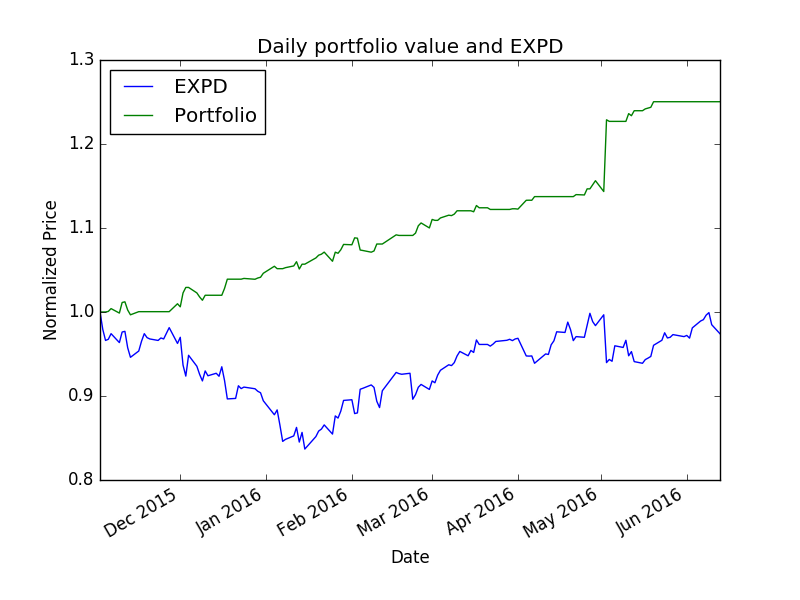 Daily portfolio value and EXPD
EXPD
Portfolio
1.3
1.2
1.1
1.0
0.9
0.8
Normalized Price
Dec 2015
Jan 2016
Feb 2016
Mar 2016
Apr 2016
May 2016
Jun 2016
Date